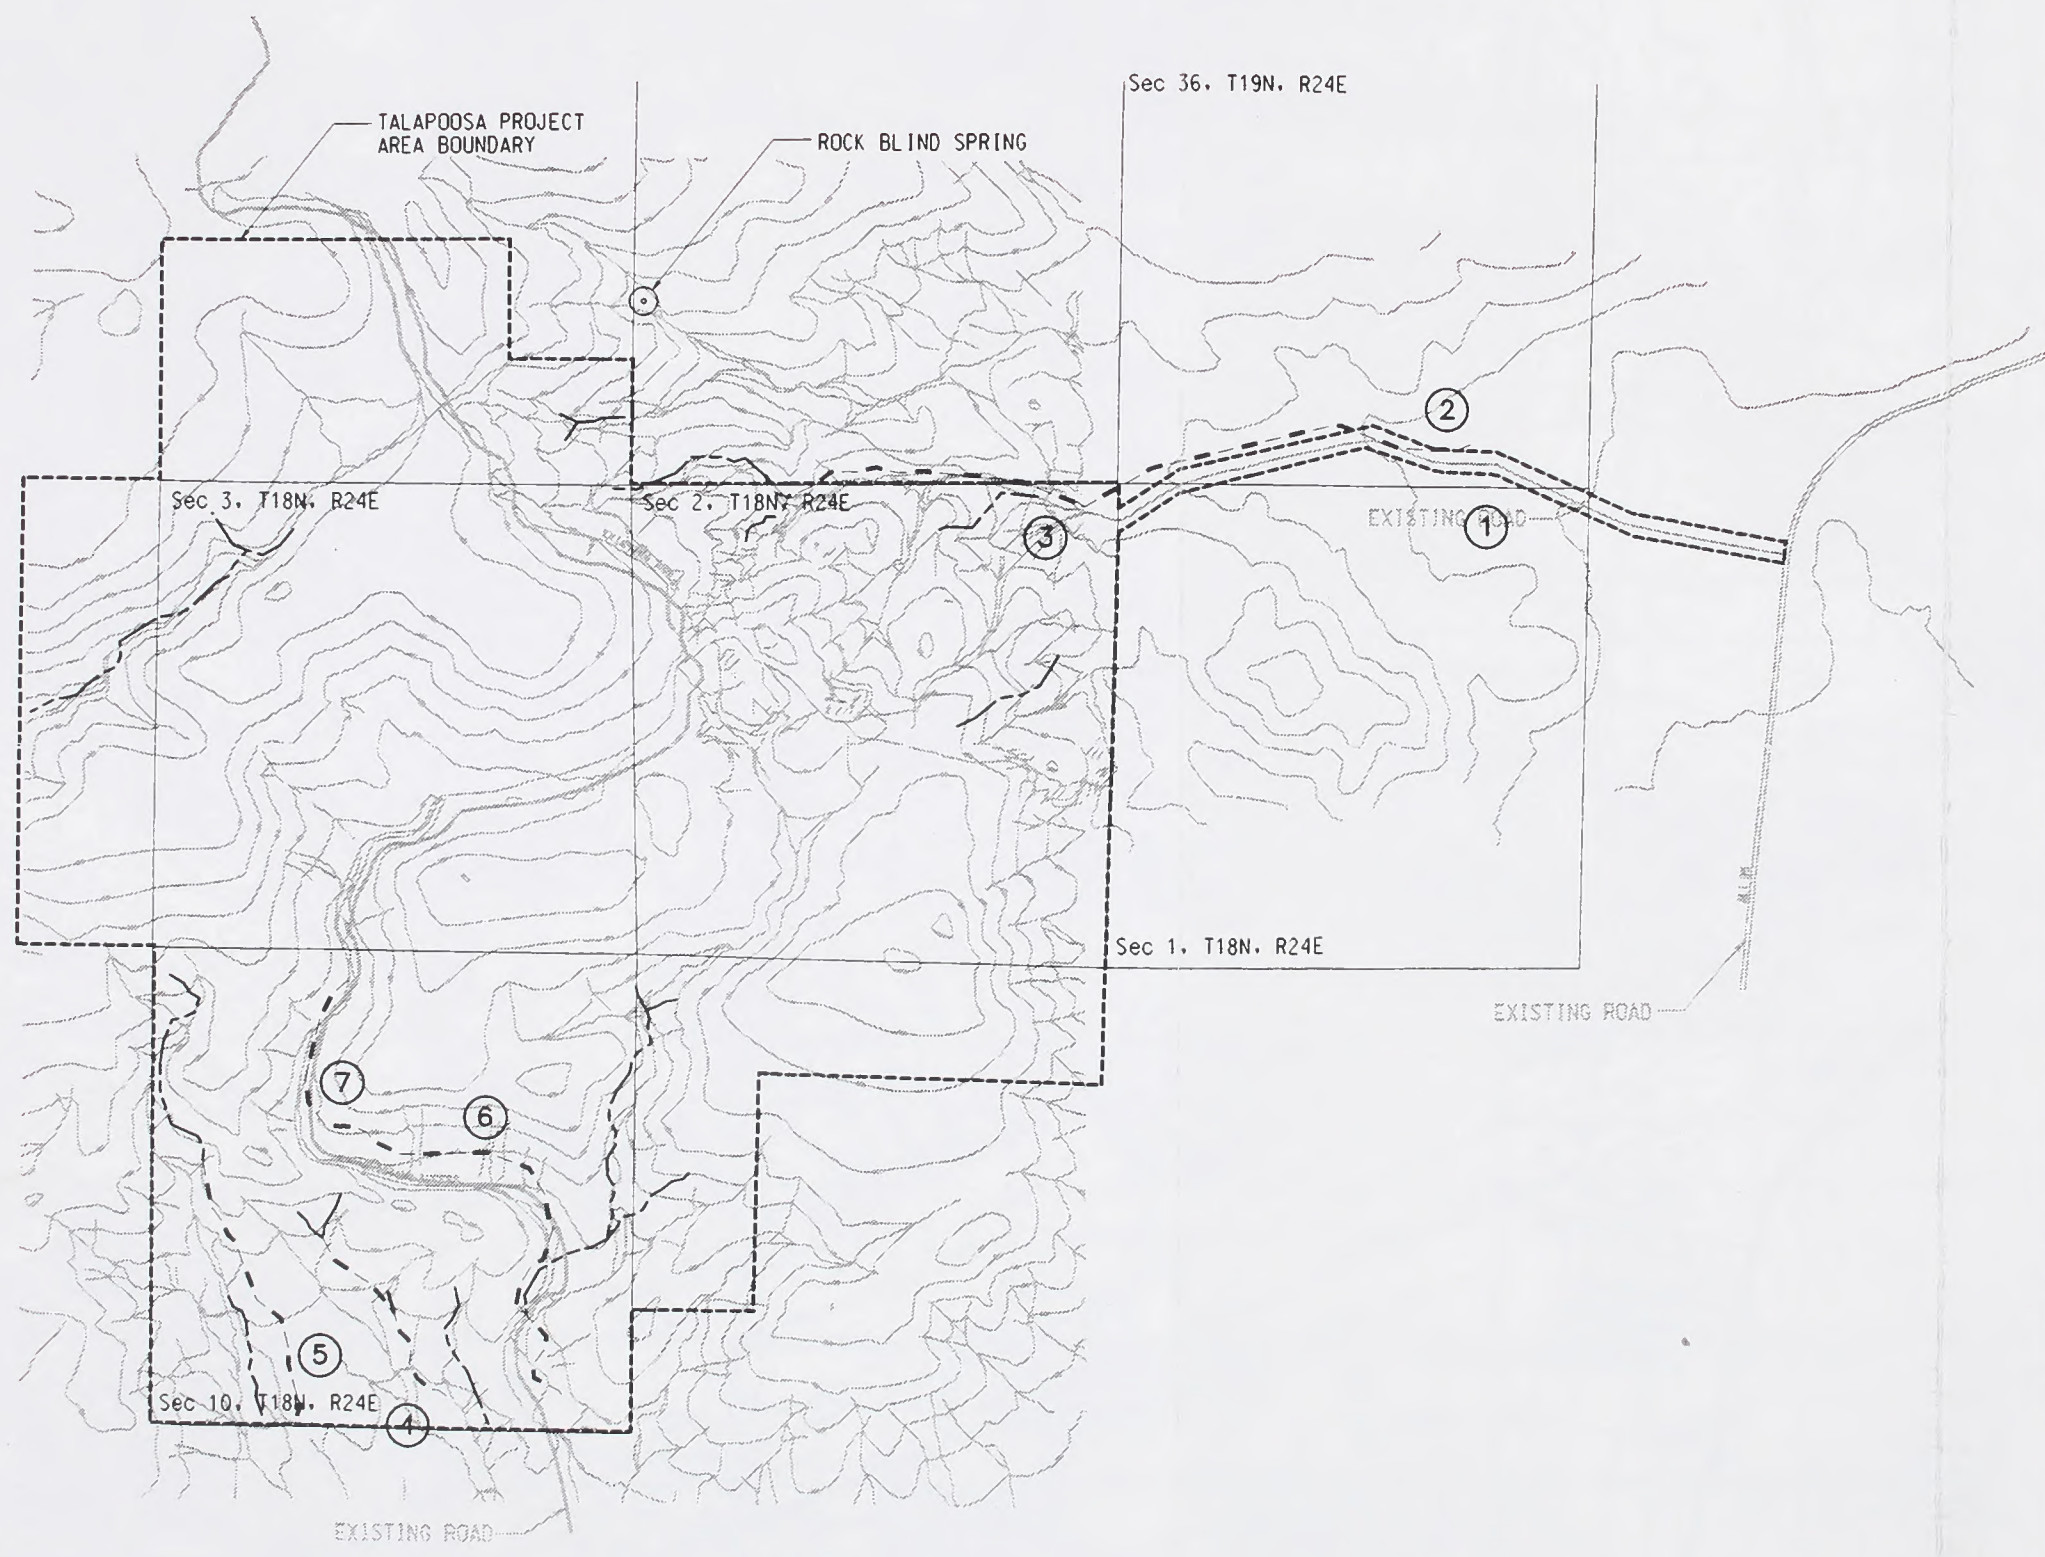 Sec 36, T19N, R24E
TALAPOOSA PROJECT
AREA BOUNDARY
ROCK BLIND SPRING
2
Sec 3, T18N, R24E
Sec 2, T18N, R24E
EXISTING ROAD
1
3
Sec 1, T18N, R24E
EXISTING ROAD
7
6
5
Sec 10, T18N, R24E
4
EXISTING ROAD